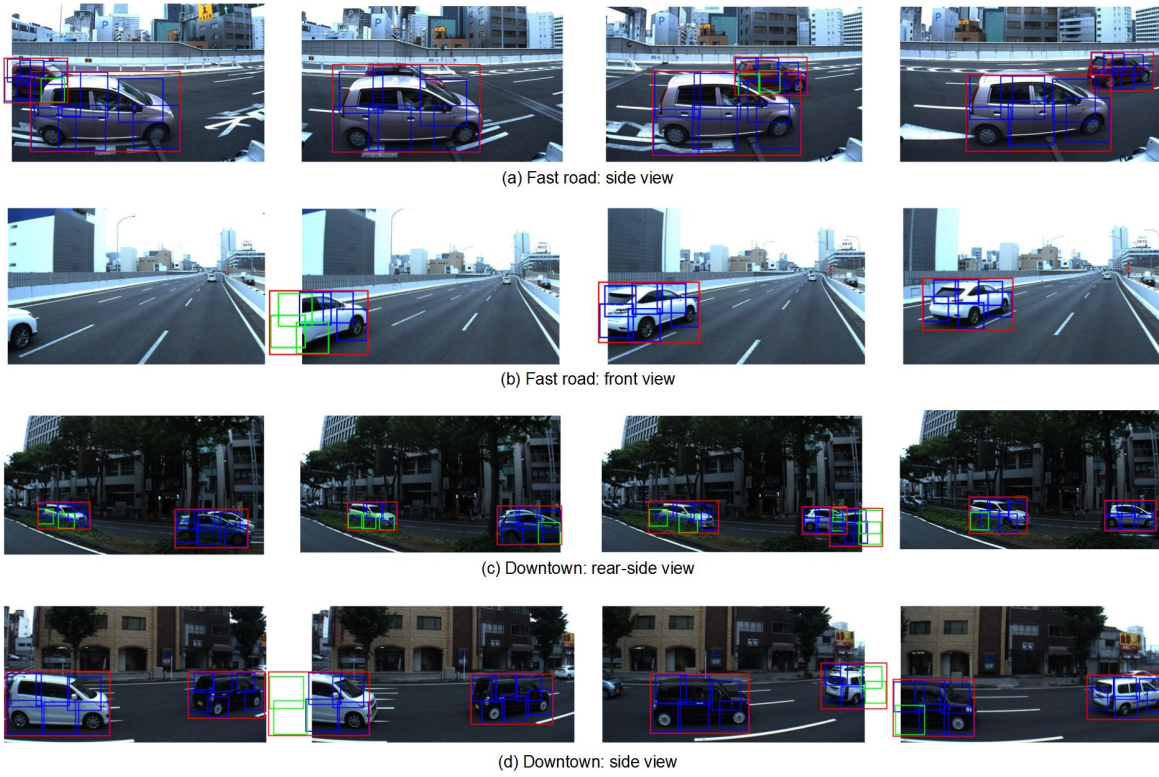 P
P
P
P
(a) Fast road: side view
(b) Fast road: front view
(c) Downtown: rear-side view
(d) Downtown: side view